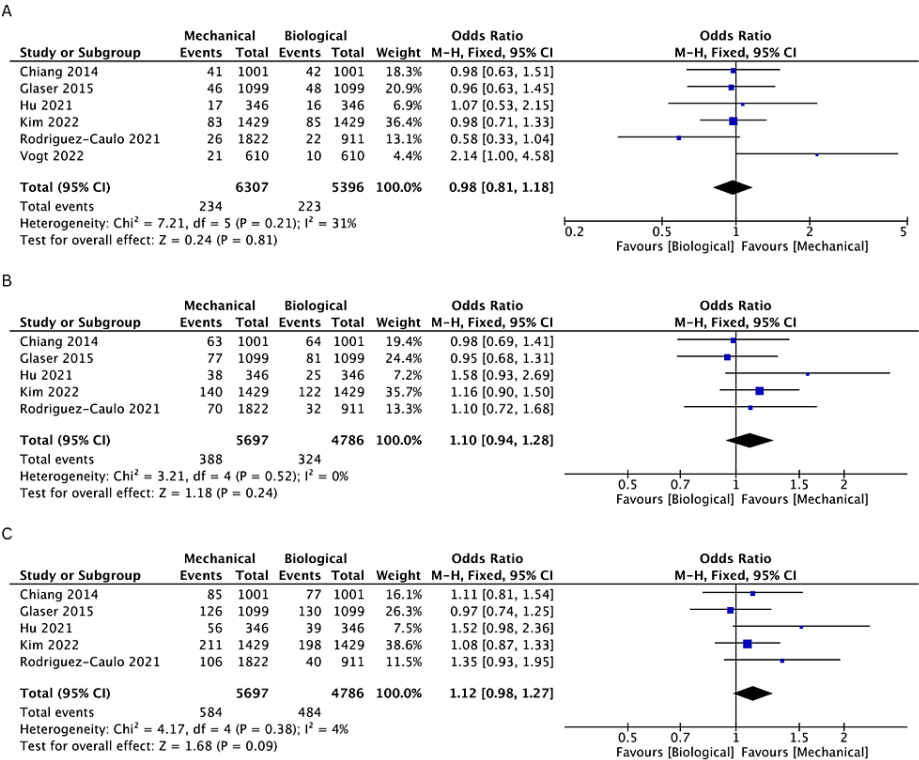 A
Mechanical Biological Odds Ratio Odds Ratio
Study or Subgroup Events Total Events Total Weight M-H, Fixed, 95% CI M-H, Fixed, 95% CI
Chiang 2014 41 1001 42 1001 18.3% 0.98 [0.63, 1.51]
Glaser 2015 46 1099 48 1099 20.9% 0.96 [0.63, 1.45]
Hu 2021 17 346 16 346 6.9% 1.07 [0.53, 2.15]
Kim 2022 83 1429 85 1429 36.4% 0.98 [0.71, 1.33]
Rodriguez-Caulo 2021 26 1822 22 911 13.1% 0.58 [0.33, 1.04]
Vogt 2022 21 610 10 610 4.4% 2.14 [1.00, 4.58]
Total (95% CI) 6307 5396 100.0% 0.98 [0.81, 1.18]
Total events 234 223
Heterogeneity: Chi² = 7.21, df = 5 (P = 0.21); I² = 31%
Test for overall effect: Z = 0.24 (P = 0.81)
0.2 0.5 1 2 5
Favours [Biological] Favours [Mechanical]
B
Mechanical Biological Odds Ratio Odds Ratio
Study or Subgroup Events Total Events Total Weight M-H, Fixed, 95% CI M-H, Fixed, 95% CI
Chiang 2014 63 1001 64 1001 19.4% 0.98 [0.69, 1.41]
Glaser 2015 77 1099 81 1099 24.4% 0.95 [0.68, 1.31]
Hu 2021 38 346 25 346 7.2% 1.58 [0.93, 2.69]
Kim 2022 140 1429 122 1429 35.7% 1.16 [0.90, 1.50]
Rodriguez-Caulo 2021 70 1822 32 911 13.3% 1.10 [0.72, 1.68]
Total (95% CI) 5697 4786 100.0% 1.10 [0.94, 1.28]
Total events 388 324
Heterogeneity: Chi² = 3.21, df = 4 (P = 0.52); I² = 0%
Test for overall effect: Z = 1.18 (P = 0.24)
0.5 0.7 1 1.5 2
Favours [Biological] Favours [Mechanical]
C
Mechanical Biological Odds Ratio Odds Ratio
Study or Subgroup Events Total Events Total Weight M-H, Fixed, 95% CI M-H, Fixed, 95% CI
Chiang 2014 85 1001 77 1001 16.1% 1.11 [0.81, 1.54]
Glaser 2015 126 1099 130 1099 26.3% 0.97 [0.74, 1.25]
Hu 2021 56 346 39 346 7.5% 1.52 [0.98, 2.36]
Kim 2022 211 1429 198 1429 38.6% 1.08 [0.87, 1.33]
Rodriguez-Caulo 2021 106 1822 40 911 11.5% 1.35 [0.93, 1.95]
Total (95% CI) 5697 4786 100.0% 1.12 [0.98, 1.27]
Total events 584 484
Heterogeneity: Chi² = 4.17, df = 4 (P = 0.38); I² = 4%
Test for overall effect: Z = 1.68 (P = 0.09)
0.5 0.7 1 1.5 2
Favours [Biological] Favours [Mechanical]